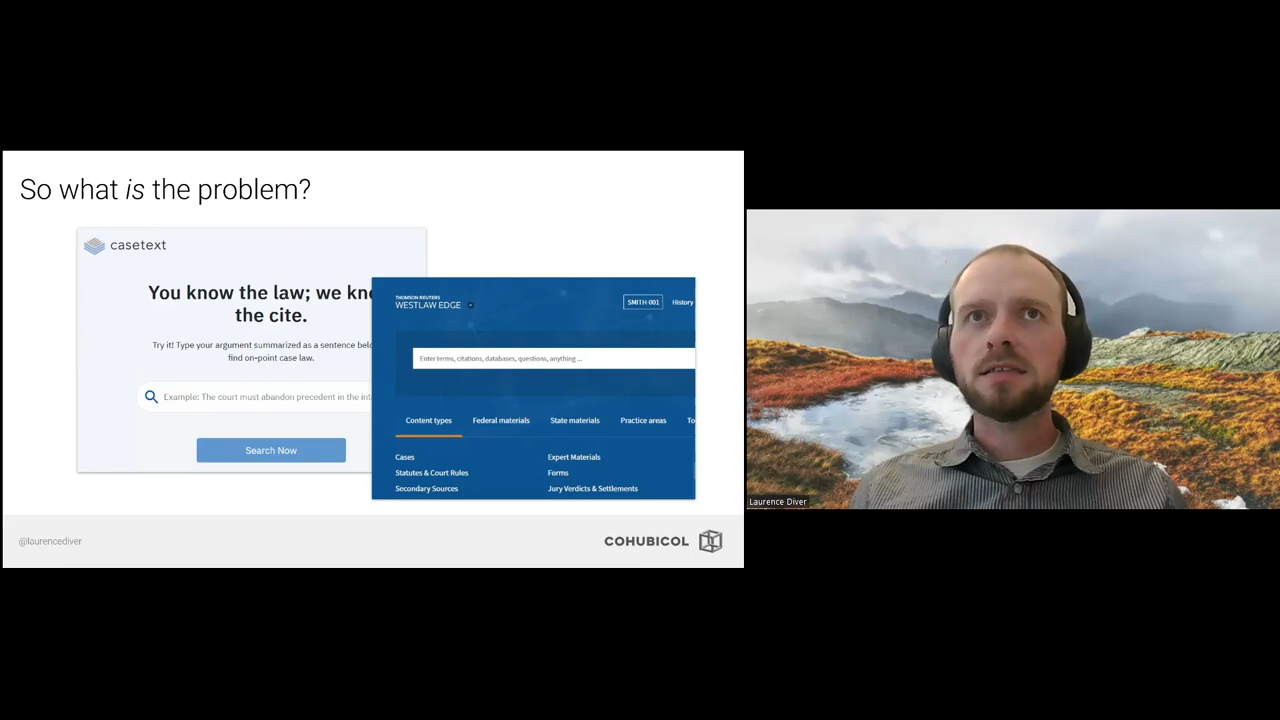 So what is the problem?
casetext
You know the law; we kn
the cite.
Try it! Type your argument summarized as a sentence belo
find on-point case law.
Example: The court must abandon precedent in the int
Search Now
THOMSON REUTERS
WESTLAW EDGE
SMITH-001 History
Enter terms, citations, databases, questions, anything ...
Content types Federal materials State materials Practice areas To
Cases Expert Materials
Statutes & Court Rules Forms
Secondary Sources Jury Verdicts & Settlements
@laurencediver
COHUBICOL
Laurence Diver